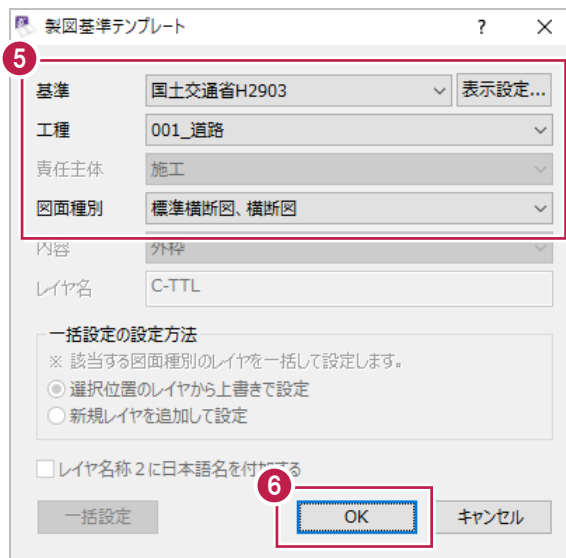 製図基準テンプレート ? ×
5
基準 国土交通省H2903 表示設定...
工種 001_道路
責任主体 施工
図面種別 標準横断図、横断図
内容 外枠
レイヤ名 C-TTL
一括設定の設定方法
※ 該当する図面種別のレイヤを一括して設定します。
選択位置のレイヤから上書きで設定
新規レイヤを追加して設定
レイヤ名称２に日本語名を付加する
6
一括設定 OK キャンセル